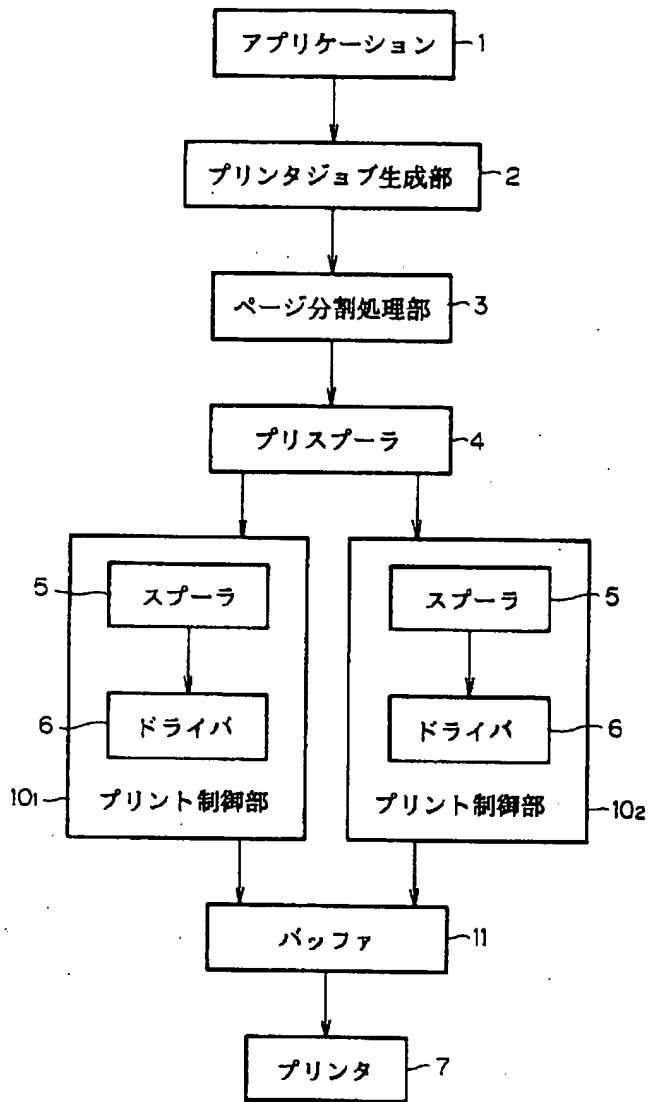 アプリケーション 1
プリンタジョブ生成部 2
ページ分割処理部 3
プリスプーラ 4
5 スプーラ
スプーラ 5
6 ドライバ
ドライバ 6
10₁ プリント制御部
プリント制御部 10₂
バッファ 11
プリンタ 7